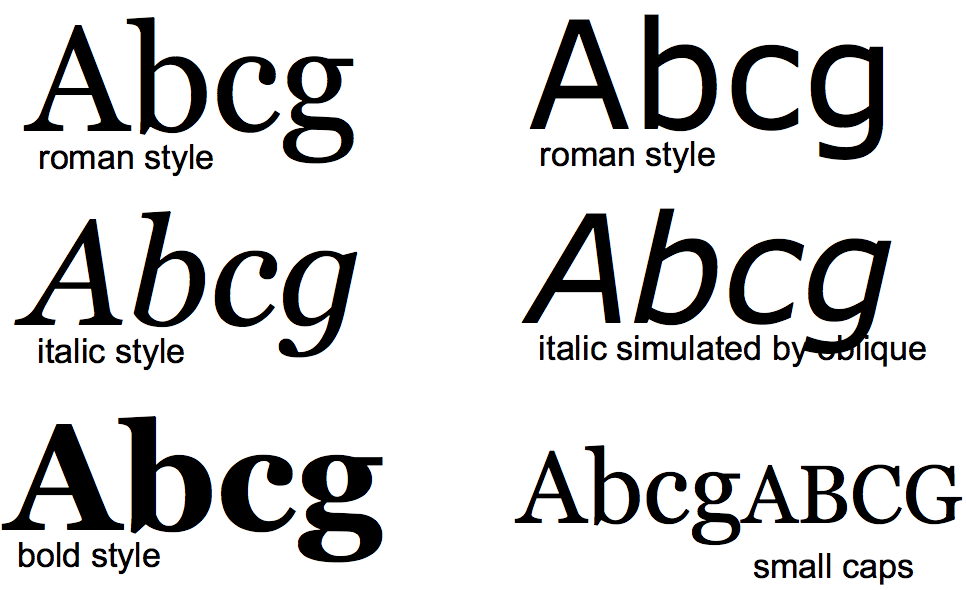 Abcg
roman style
Abcg
roman style
Abcg
italic style
Abcg
italic simulated by oblique
Abcg
bold style
AbcgABCG
small caps